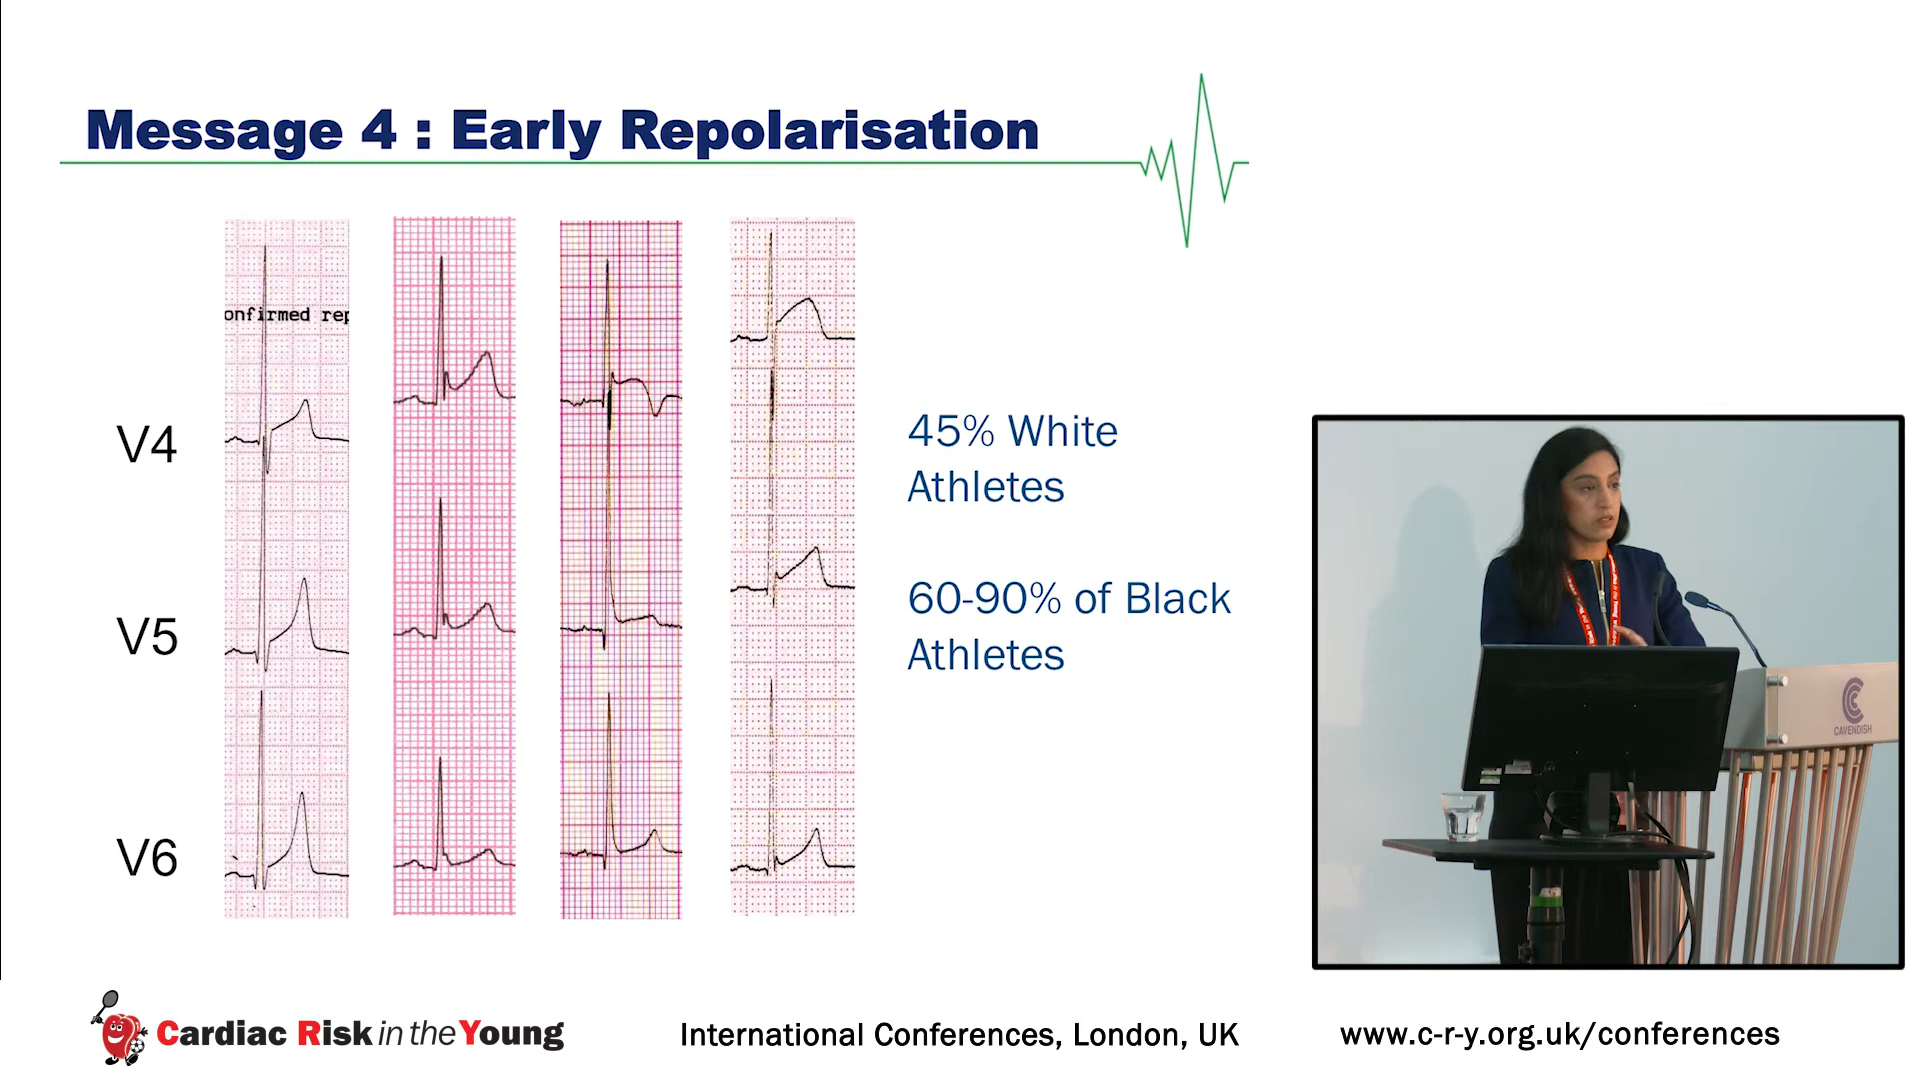 Message 4 : Early Repolarisation
onfirmed rep
V4
V5
V6
45% White
Athletes
60-90% of Black
Athletes
CAVENDISH
Cardiac Risk in the Young
International Conferences, London, UK
www.c-r-y.org.uk/conferences